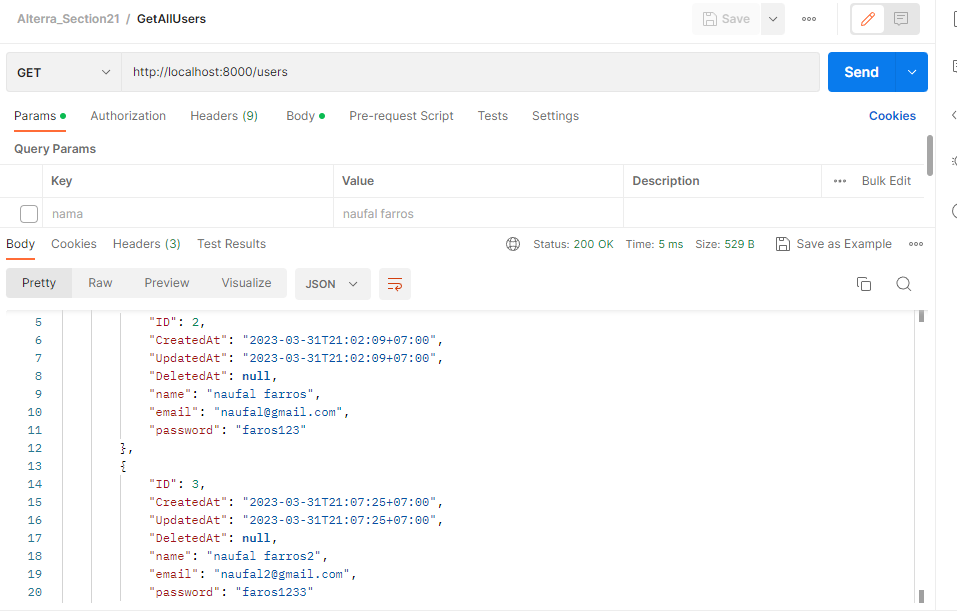 Alterra_Section21 / GetAllUsers
Save
GET
http://localhost:8000/users
Send
Params Authorization Headers (9) Body Pre-request Script Tests Settings Cookies
Query Params
Key Value Description Bulk Edit
nama naufal farros
Body Cookies Headers (3) Test Results Status: 200 OK Time: 5 ms Size: 529 B Save as Example
Pretty Raw Preview Visualize JSON
5 "ID": 2,
6 "CreatedAt": "2023-03-31T21:02:09+07:00",
7 "UpdatedAt": "2023-03-31T21:02:09+07:00",
8 "DeletedAt": null,
9 "name": "naufal farros",
10 "email": "naufal@gmail.com",
11 "password": "faros123"
12 },
13 {
14 "ID": 3,
15 "CreatedAt": "2023-03-31T21:07:25+07:00",
16 "UpdatedAt": "2023-03-31T21:07:25+07:00",
17 "DeletedAt": null,
18 "name": "naufal farros2",
19 "email": "naufal2@gmail.com",
20 "password": "faros1233"